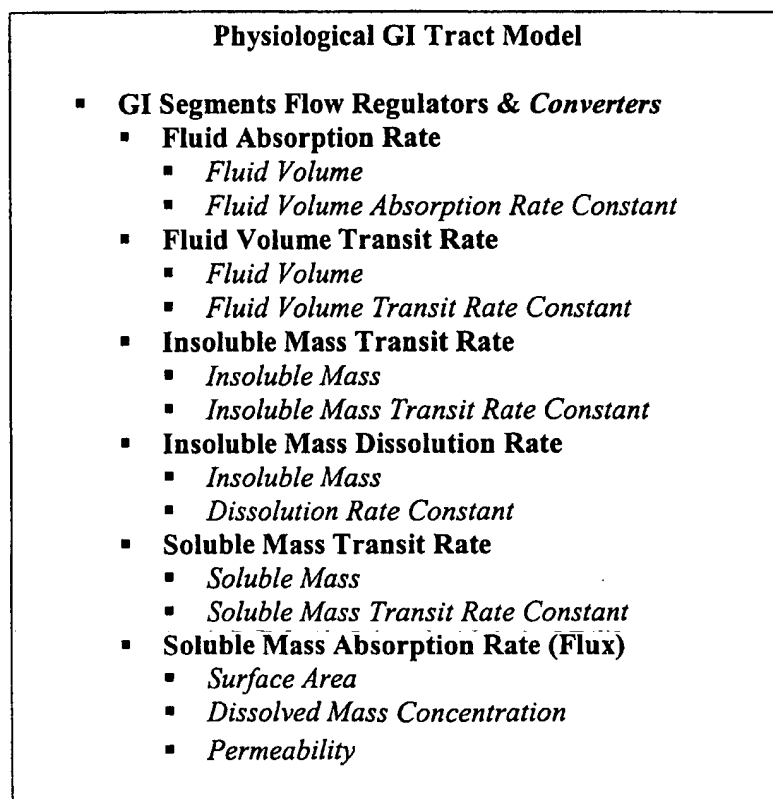 Physiological GI Tract Model
▪ GI Segments Flow Regulators & Converters
▪ Fluid Absorption Rate
▪ Fluid Volume
▪ Fluid Volume Absorption Rate Constant
▪ Fluid Volume Transit Rate
▪ Fluid Volume
▪ Fluid Volume Transit Rate Constant
▪ Insoluble Mass Transit Rate
▪ Insoluble Mass
▪ Insoluble Mass Transit Rate Constant
▪ Insoluble Mass Dissolution Rate
▪ Insoluble Mass
▪ Dissolution Rate Constant
▪ Soluble Mass Transit Rate
▪ Soluble Mass
▪ Soluble Mass Transit Rate Constant
▪ Soluble Mass Absorption Rate (Flux)
▪ Surface Area
▪ Dissolved Mass Concentration
▪ Permeability